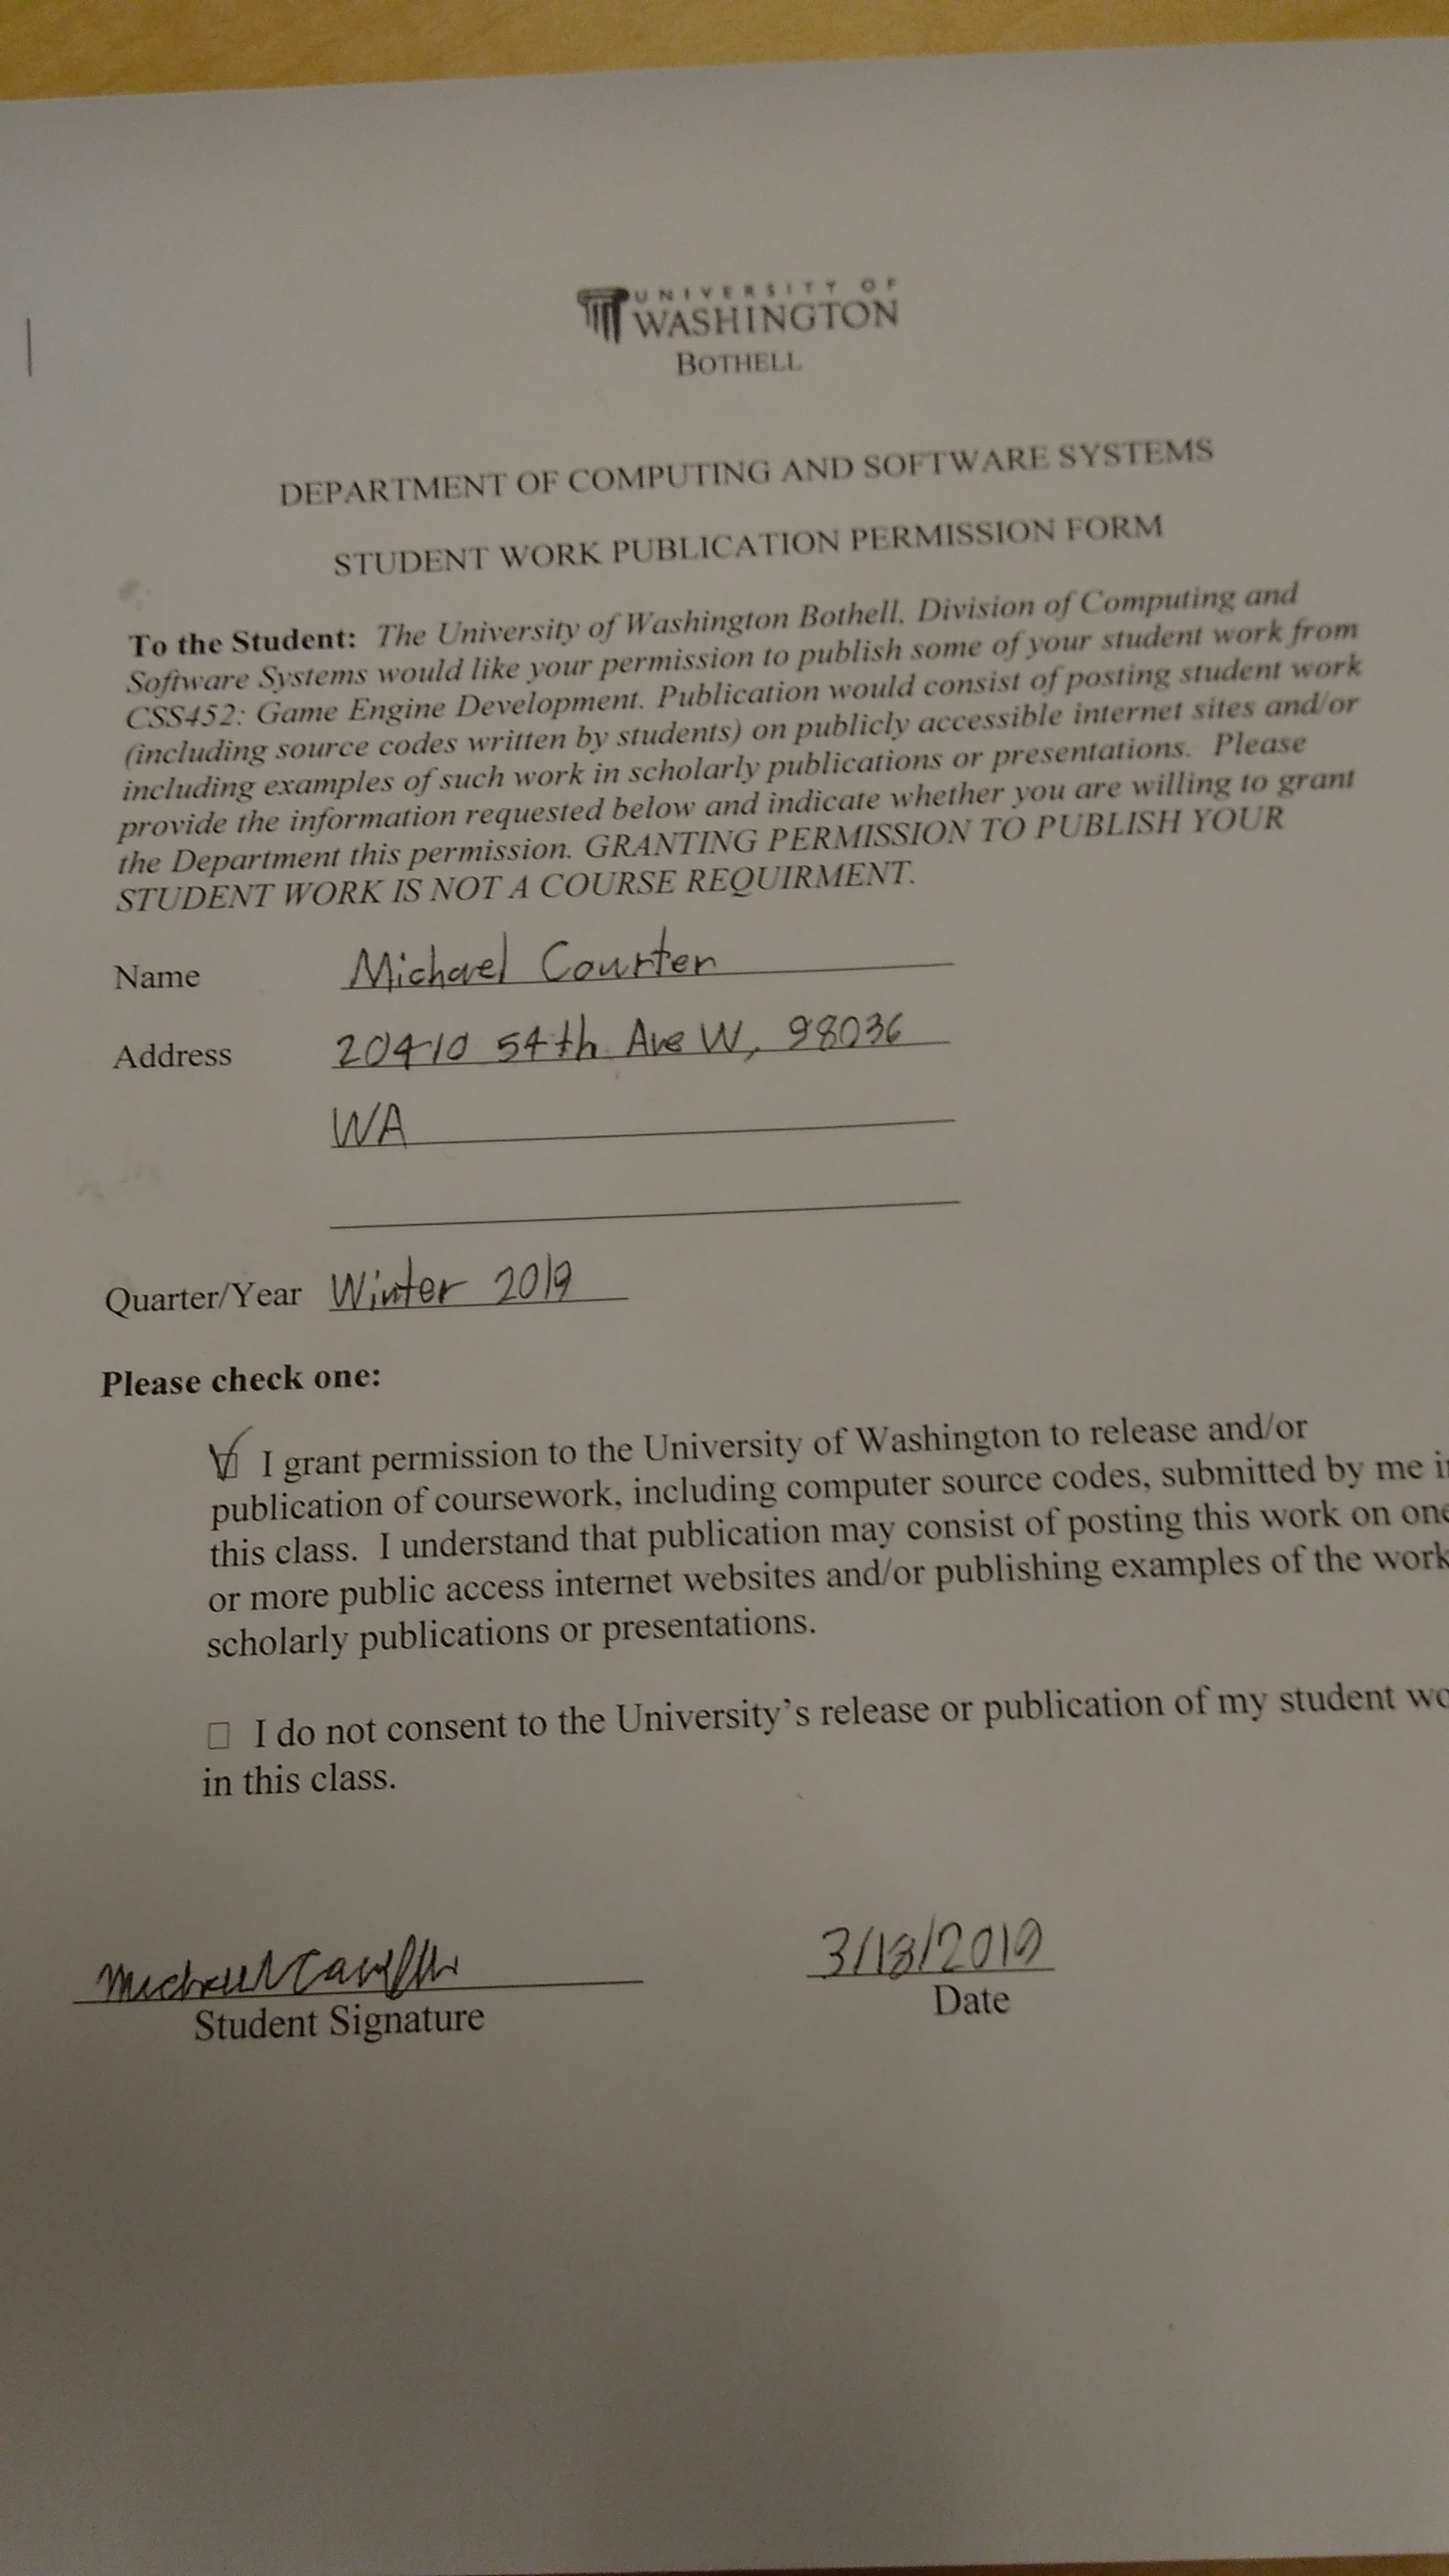 UNIVERSITY OF
WASHINGTON
BOTHELL
DEPARTMENT OF COMPUTING AND SOFTWARE SYSTEMS
STUDENT WORK PUBLICATION PERMISSION FORM
To the Student: The University of Washington Bothell, Division of Computing and
Software Systems would like your permission to publish some of your student work from
CSS452: Game Engine Development. Publication would consist of posting student work
(including source codes written by students) on publicly accessible internet sites and/or
including examples of such work in scholarly publications or presentations. Please
provide the information requested below and indicate whether you are willing to grant
the Department this permission. GRANTING PERMISSION TO PUBLISH YOUR
STUDENT WORK IS NOT A COURSE REQUIRMENT.
Name Michael Courter
Address 20410 54th Ave W, 98036
WA
Quarter/Year Winter 2019
Please check one:
I grant permission to the University of Washington to release and/or
publication of coursework, including computer source codes, submitted by me i
this class. I understand that publication may consist of posting this work on one
or more public access internet websites and/or publishing examples of the work
scholarly publications or presentations.
I do not consent to the University's release or publication of my student wo
in this class.
Michael 3/18/2019
Student Signature Date